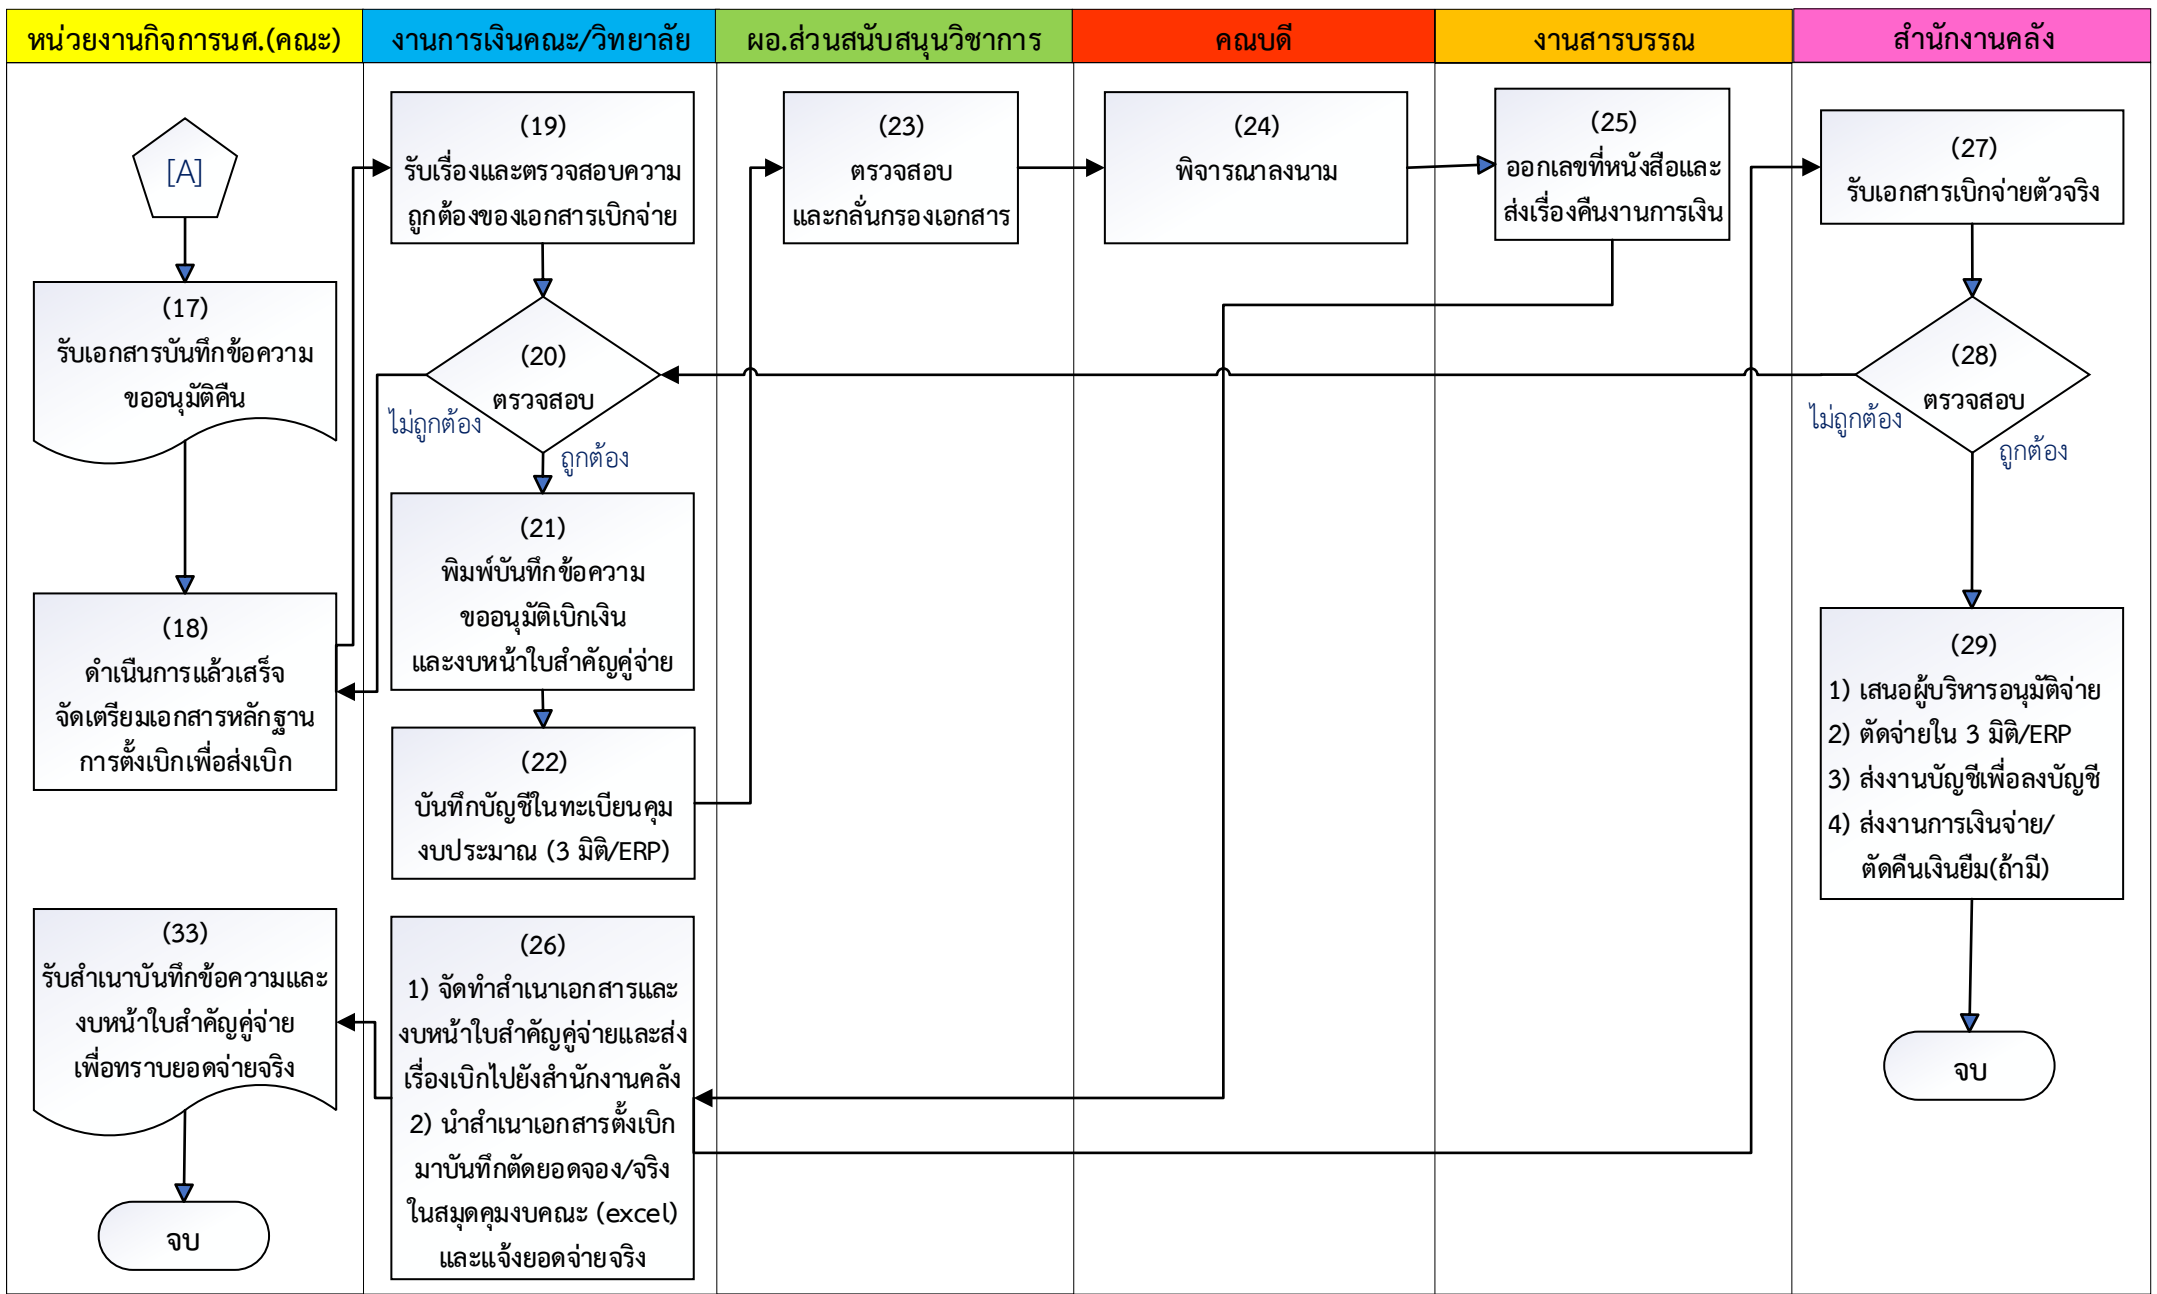 หน่วยงานกิจการนศ.(คณะ)
งานการเงินคณะ/วิทยาลัย
ผอ.ส่วนสนับสนุนวิชาการ
คณบดี
งานสารบรรณ
สำนักงานคลัง
[A]
(17)
รับเอกสารบันทึกข้อความ
ขออนุมัติคืน
(18)
ดำเนินการแล้วเสร็จ
จัดเตรียมเอกสารหลักฐาน
การตั้งเบิกเพื่อส่งเบิก
(33)
รับสำเนาบันทึกข้อความและ
งบหน้าใบสำคัญคู่จ่าย
เพื่อทราบยอดจ่ายจริง
จบ
(19)
รับเรื่องและตรวจสอบความ
ถูกต้องของเอกสารเบิกจ่าย
(20)
ตรวจสอบ
ไม่ถูกต้อง
ถูกต้อง
(21)
พิมพ์บันทึกข้อความ
ขออนุมัติเบิกเงิน
และงบหน้าใบสำคัญคู่จ่าย
(22)
บันทึกบัญชีในทะเบียนคุม
งบประมาณ (3 มิติ/ERP)
(26)
1) จัดทำสำเนาเอกสารและ
งบหน้าใบสำคัญคู่จ่ายและส่ง
เรื่องเบิกไปยังสำนักงานคลัง
2) นำสำเนาเอกสารตั้งเบิก
มาบันทึกตัดยอดจอง/จริง
ในสมุดคุมงบคณะ (excel)
และแจ้งยอดจ่ายจริง
(23)
ตรวจสอบ
และกลั่นกรองเอกสาร
(24)
พิจารณาลงนาม
(25)
ออกเลขที่หนังสือและ
ส่งเรื่องคืนงานการเงิน
(27)
รับเอกสารเบิกจ่ายตัวจริง
(28)
ตรวจสอบ
ไม่ถูกต้อง
ถูกต้อง
(29)
1) เสนอผู้บริหารอนุมัติจ่าย
2) ตัดจ่ายใน 3 มิติ/ERP
3) ส่งงานบัญชีเพื่อลงบัญชี
4) ส่งงานการเงินจ่าย/
ตัดคืนเงินยืม(ถ้ามี)
จบ